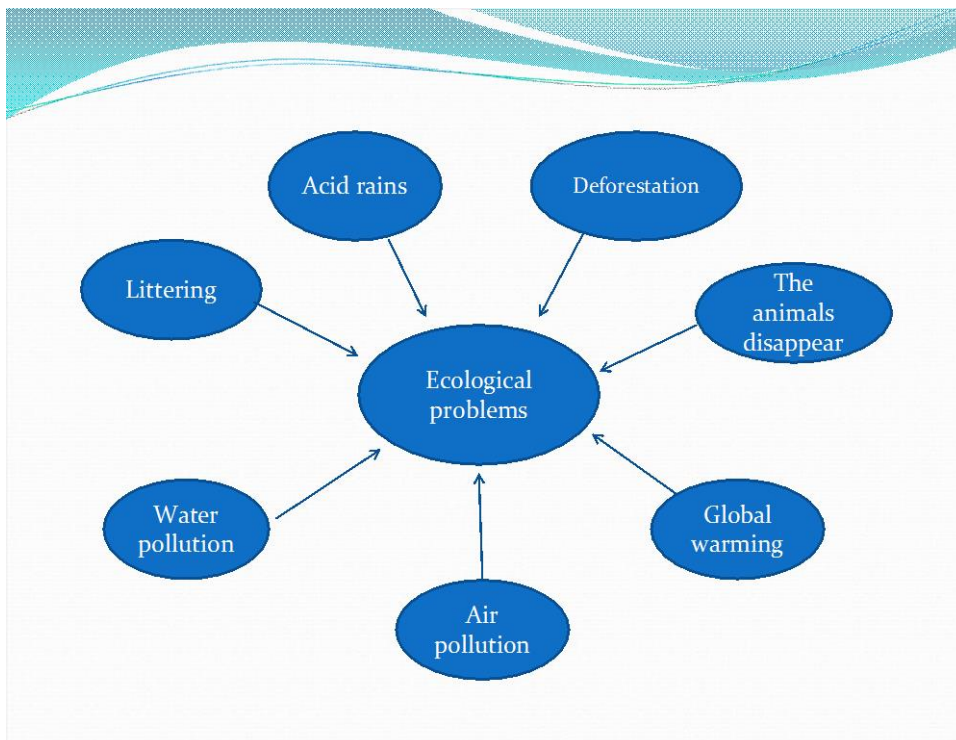 Acid rains
Deforestation
Littering
The
animals
disappear
Ecological
problems
Water
pollution
Global
warming
Air
pollution